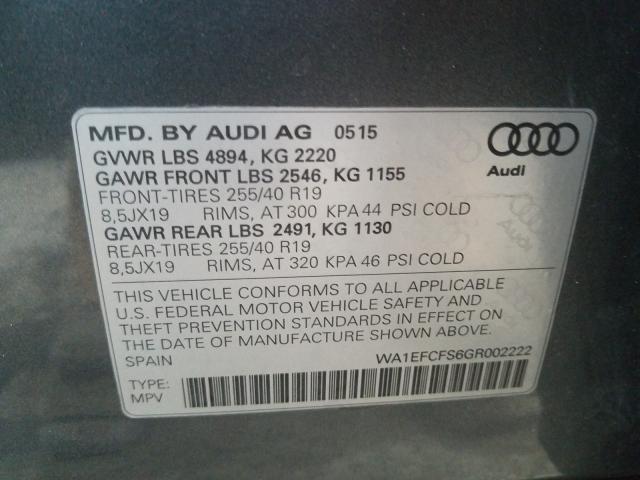 MFD. BY AUDI AG 0515
GVWR LBS 4894, KG 2220
GAWR FRONT LBS 2546, KG 1155
FRONT-TIRES 255/40 R19
8,5JX19 RIMS, AT 300 KPA 44 PSI COLD
GAWR REAR LBS 2491, KG 1130
REAR-TIRES 255/40 R19
8,5JX19 RIMS, AT 320 KPA 46 PSI COLD
Audi
THIS VEHICLE CONFORMS TO ALL APPLICABLE
U.S. FEDERAL MOTOR VEHICLE SAFETY AND
THEFT PREVENTION STANDARDS IN EFFECT ON
THE DATE OF MANUFACTURE SHOWN ABOVE.
SPAIN WA1EFCFS6GR002222
TYPE:
MPV